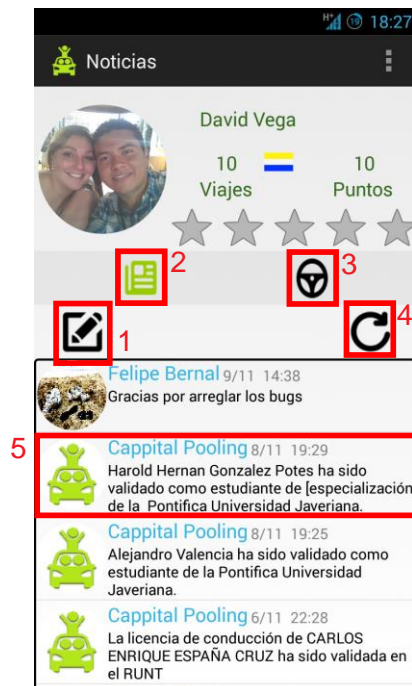 H+ 19 18:27
Noticias
David Vega
10 10
Viajes Puntos
2
3
1
4
Felipe Bernal 9/11 14:38
Gracias por arreglar los bugs
5
Cappital Pooling 8/11 19:29
Harold Hernan Gonzalez Potes ha sido
validado como estudiante de [especialización
de la Pontifica Universidad Javeriana.
Cappital Pooling 8/11 19:25
Alejandro Valencia ha sido validado como
estudiante de la Pontifica Universidad
Javeriana.
Cappital Pooling 6/11 22:28
La licencia de conducción de CARLOS
ENRIQUE ESPAÑA CRUZ ha sido validada en
el RUNT